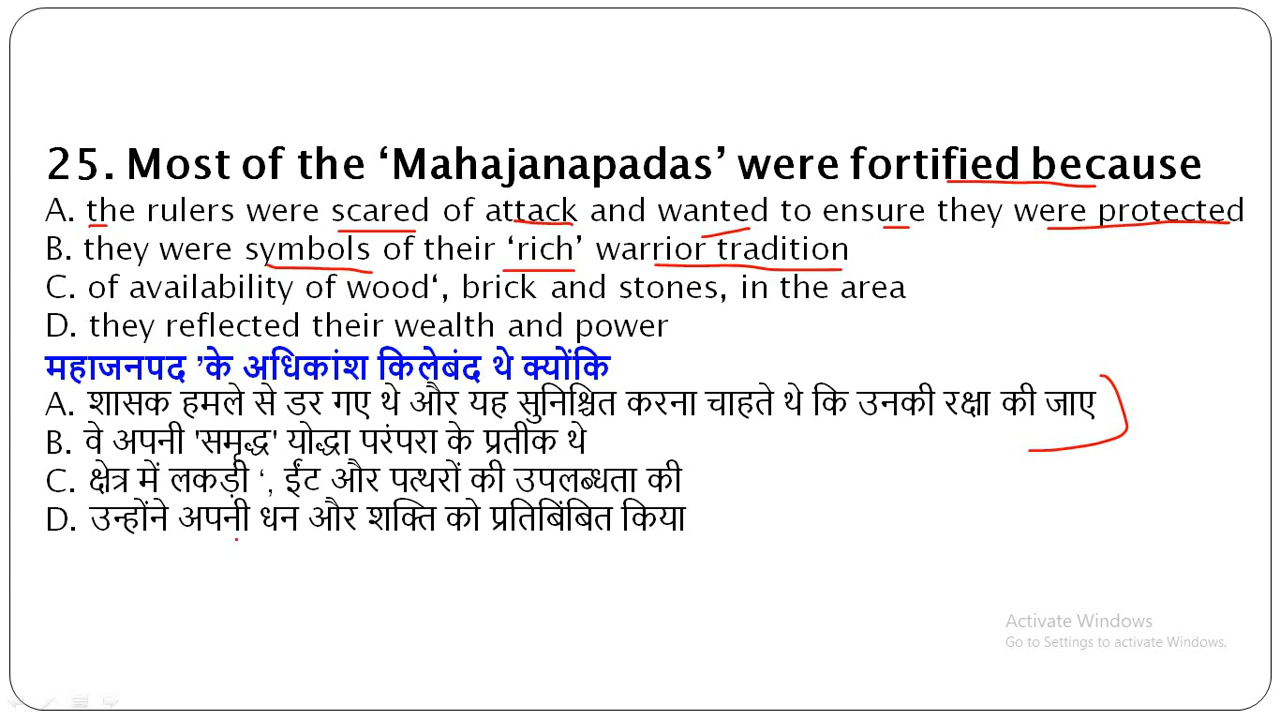 25. Most of the ‘Mahajanapadas’ were fortified because
A. the rulers were scared of attack and wanted to ensure they were protected
B. they were symbols of their ‘rich’ warrior tradition
C. of availability of wood‘, brick and stones, in the area
D. they reflected their wealth and power
महाजनपद ’के अधिकांश किलेबंद थे क्योंकि
A. शासक हमले से डर गए थे और यह सुनिश्चित करना चाहते थे कि उनकी रक्षा की जाए
B. वे अपनी 'समृद्ध' योद्धा परंपरा के प्रतीक थे
C. क्षेत्र में लकड़ी ‘, ईंट और पत्थरों की उपलब्धता की
D. उन्होंने अपनी धन और शक्ति को प्रतिबिंबित किया
Activate Windows
Go to Settings to activate Windows.